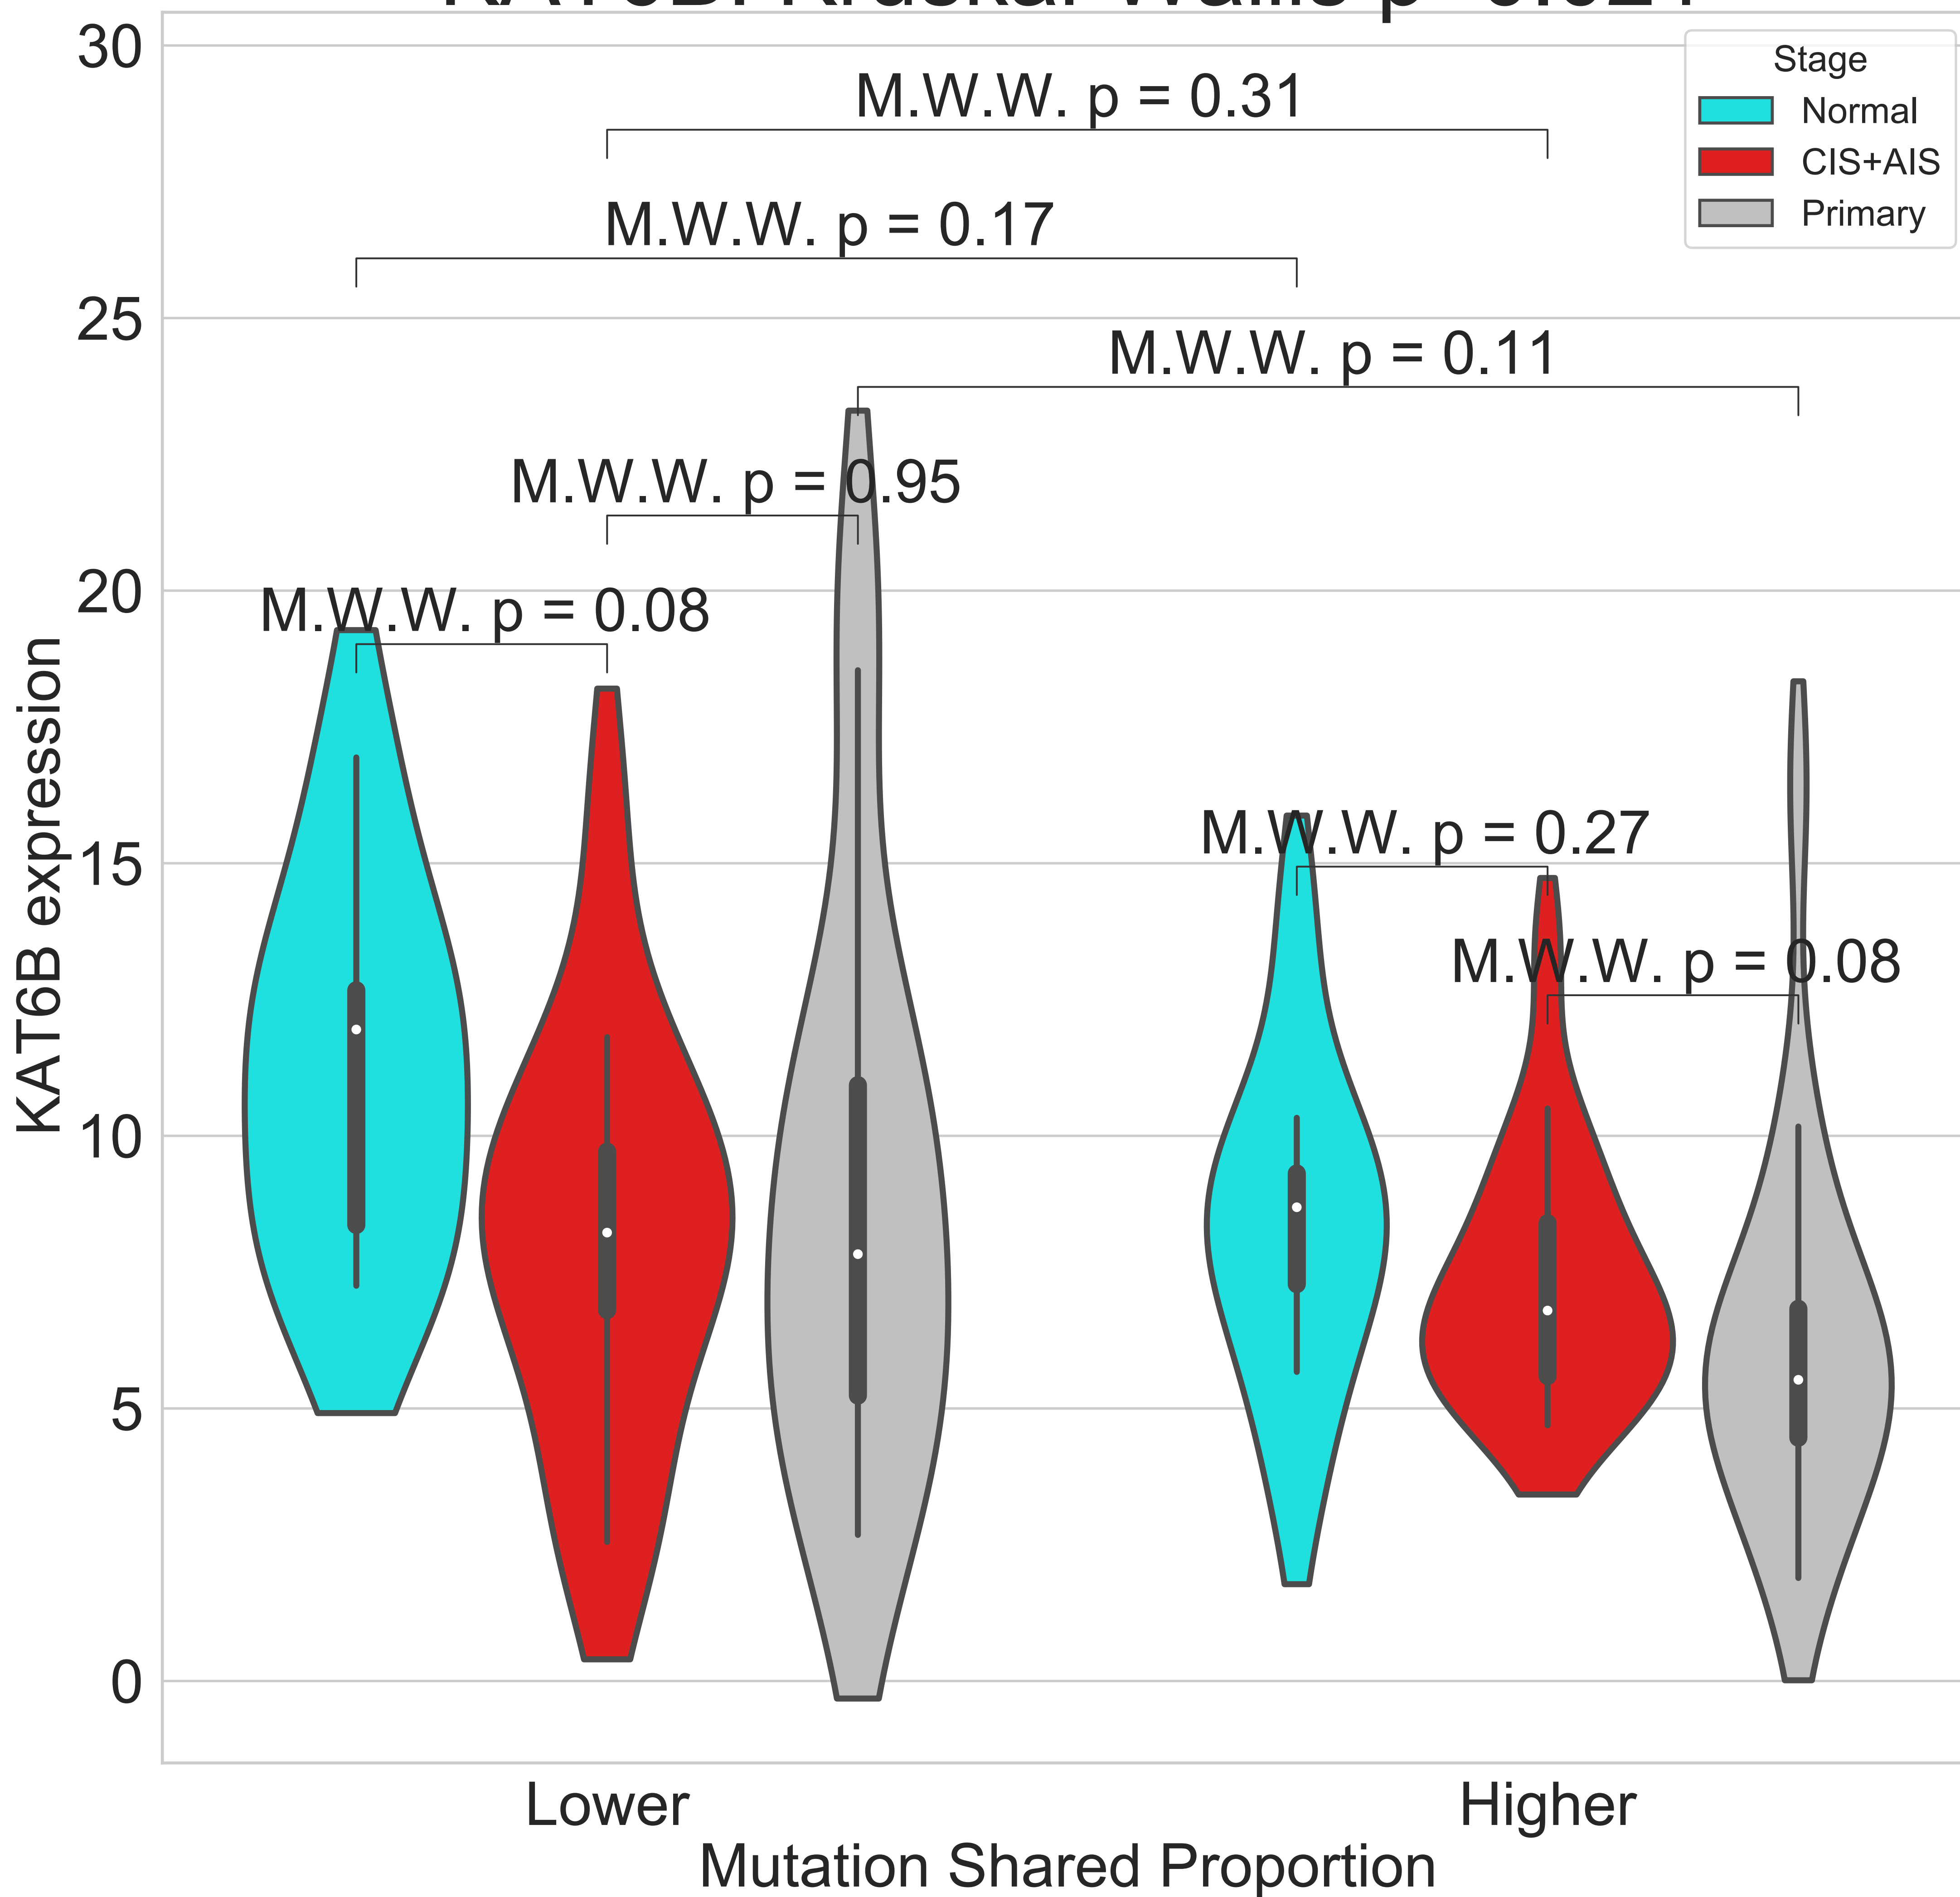 30
Stage
Normal
CIS+AIS
Primary
M.W.W. p = 0.31
M.W.W. p = 0.17
25
M.W.W. p = 0.11
M.W.W. p = 0.95
20
M.W.W. p = 0.08
KAT6B expression
15
M.W.W. p = 0.27
M.W.W. p = 0.08
10
5
0
Lower
Higher
Mutation Shared Proportion